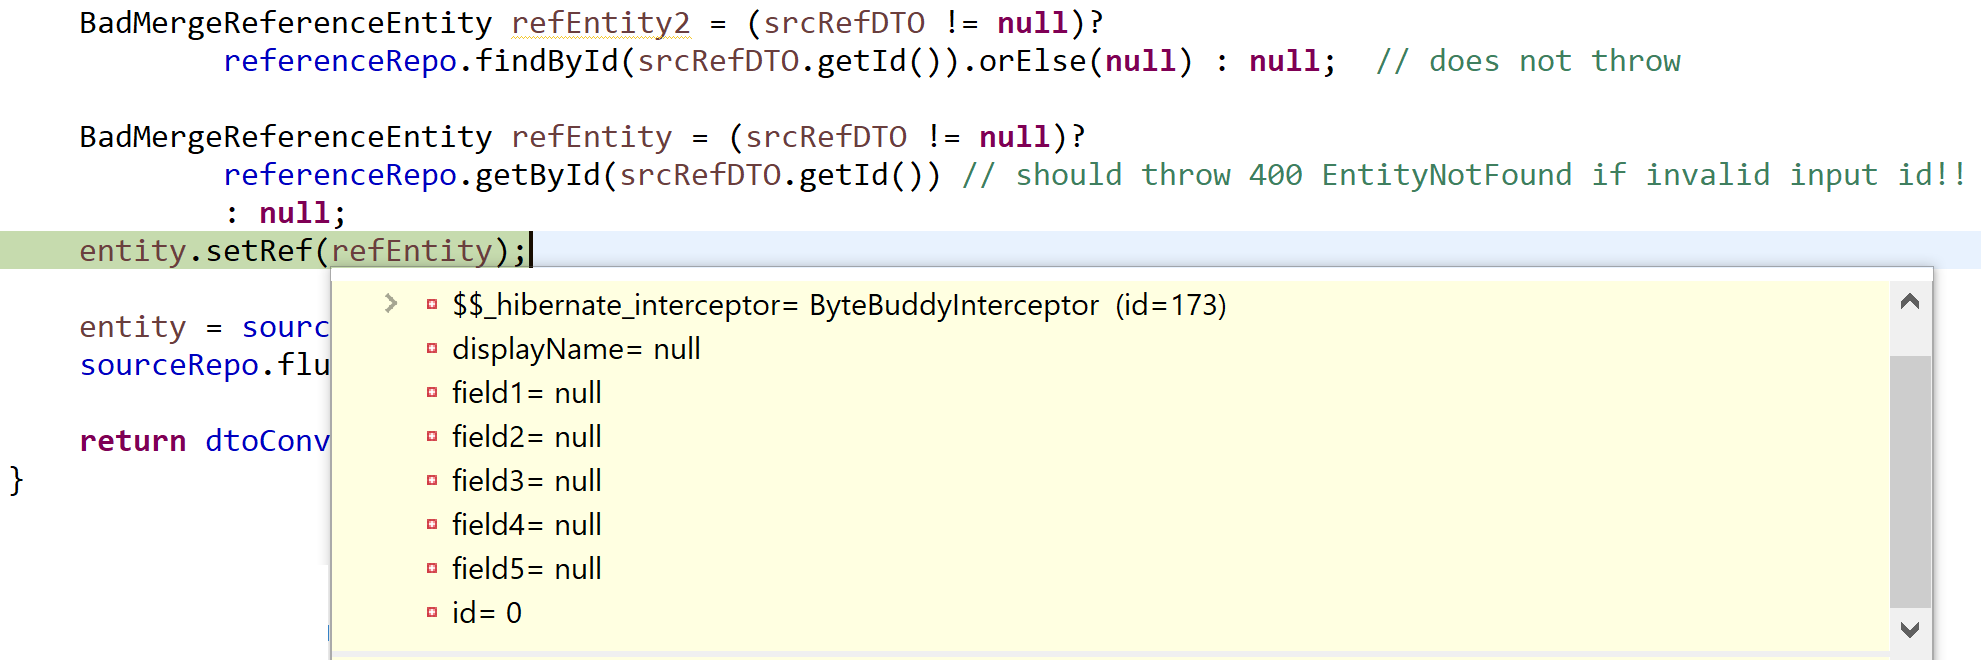 BadMergeReferenceEntity refEntity2 = (srcRefDTO != null)?
referenceRepo.findById(srcRefDTO.getId()).orElse(null) : null;  // does not throw
BadMergeReferenceEntity refEntity = (srcRefDTO != null)?
referenceRepo.getById(srcRefDTO.getId()) // should throw 400 EntityNotFound if invalid input id!!
: null;
entity.setRef(refEntity);
$$_hibernate_interceptor= ByteBuddyInterceptor (id=173)
displayName= null
field1= null
field2= null
field3= null
field4= null
field5= null
id= 0
entity = sourc
sourceRepo.flu
return dtoConv
}